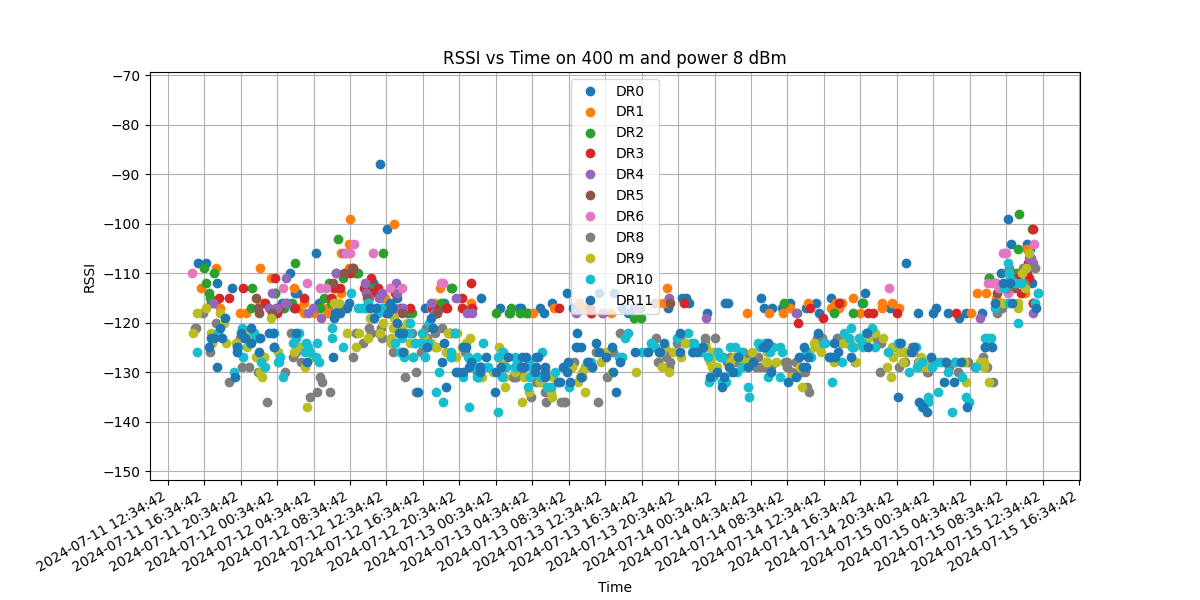 RSSI vs Time on 400 m and power 8 dBm
−70
−80
−90
−100
−110
−120
−130
−140
−150
RSSI
DR0
DR1
DR2
DR3
DR4
DR5
DR6
DR8
DR9
DR10
DR11
2024-07-11 12:34:42
2024-07-11 16:34:42
2024-07-11 20:34:42
2024-07-12 00:34:42
2024-07-12 04:34:42
2024-07-12 08:34:42
2024-07-12 12:34:42
2024-07-12 16:34:42
2024-07-12 20:34:42
2024-07-13 00:34:42
2024-07-13 04:34:42
2024-07-13 08:34:42
2024-07-13 12:34:42
2024-07-13 16:34:42
2024-07-13 20:34:42
2024-07-14 00:34:42
2024-07-14 04:34:42
2024-07-14 08:34:42
2024-07-14 12:34:42
2024-07-14 16:34:42
2024-07-14 20:34:42
2024-07-15 00:34:42
2024-07-15 04:34:42
2024-07-15 08:34:42
2024-07-15 12:34:42
2024-07-15 16:34:42
Time